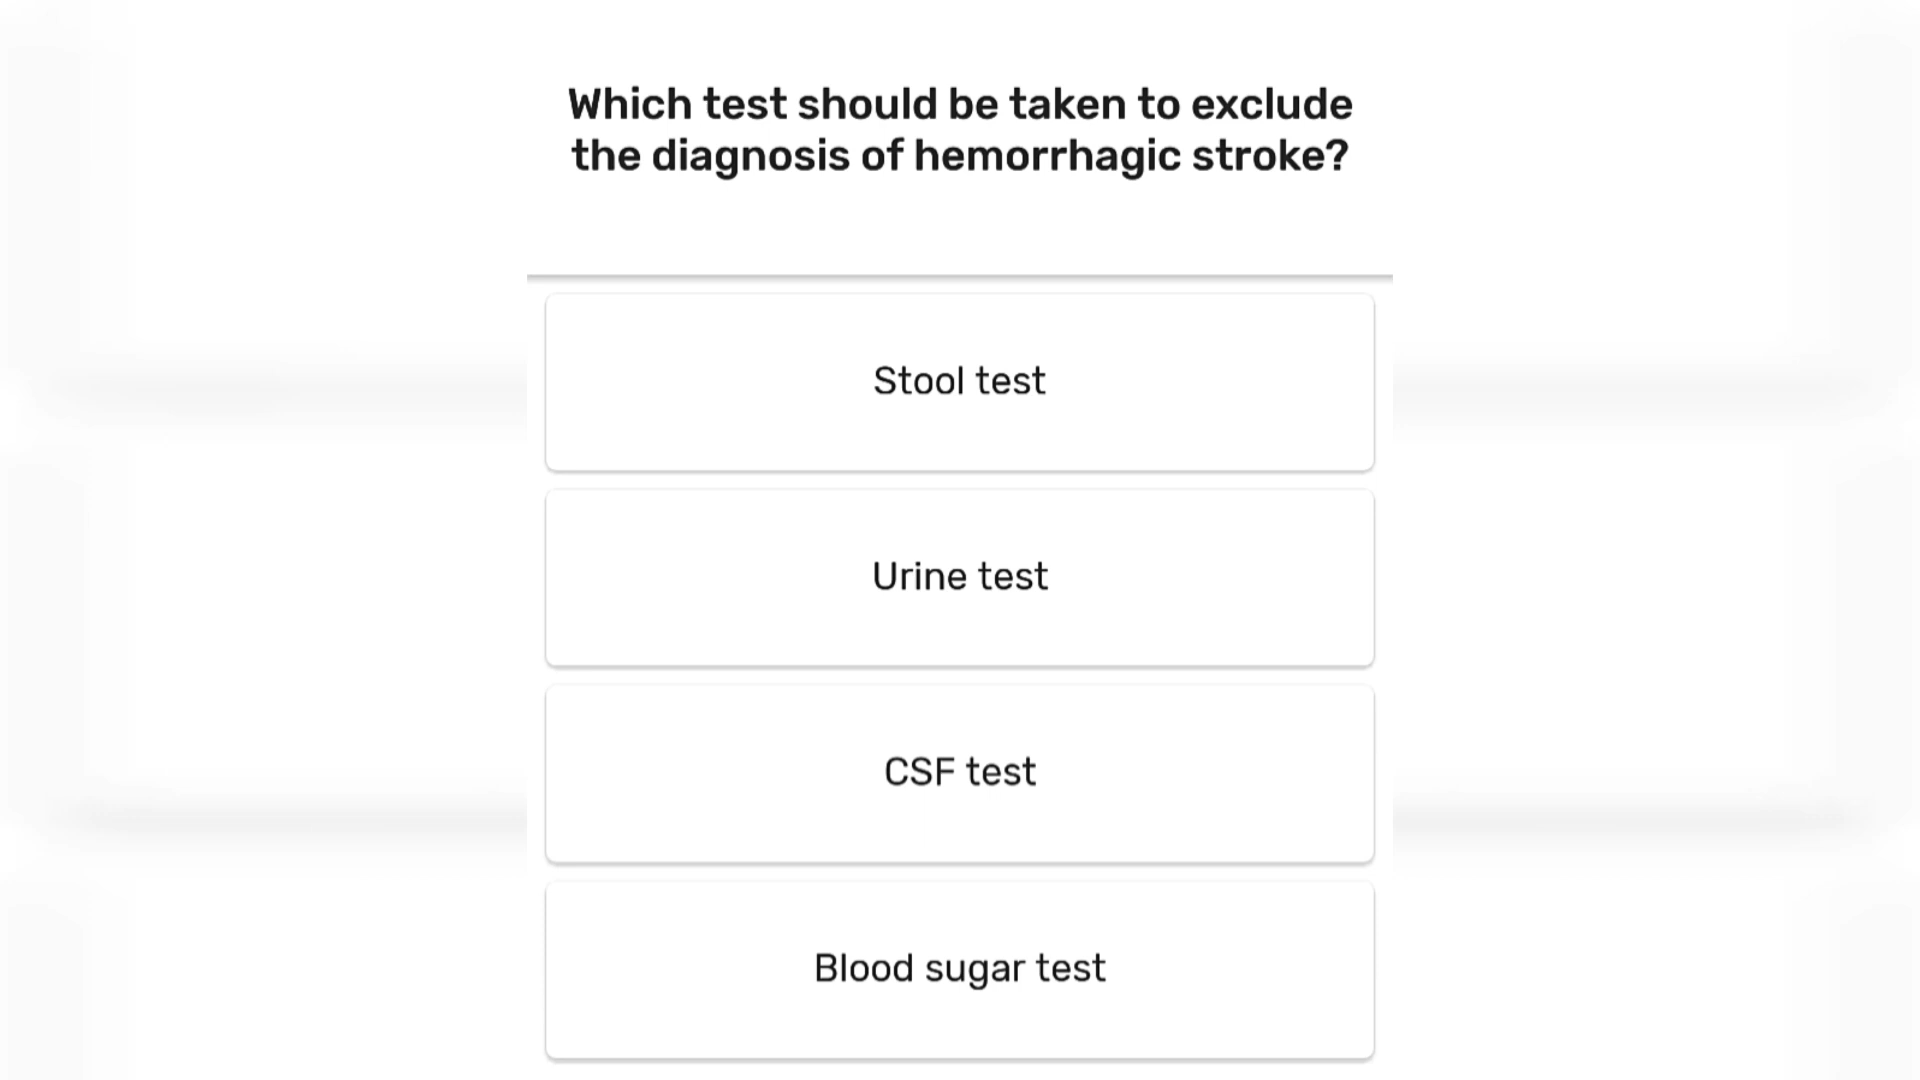 Which test should be taken to exclude
the diagnosis of hemorrhagic stroke?
Stool test
Urine test
CSF test
Blood sugar test